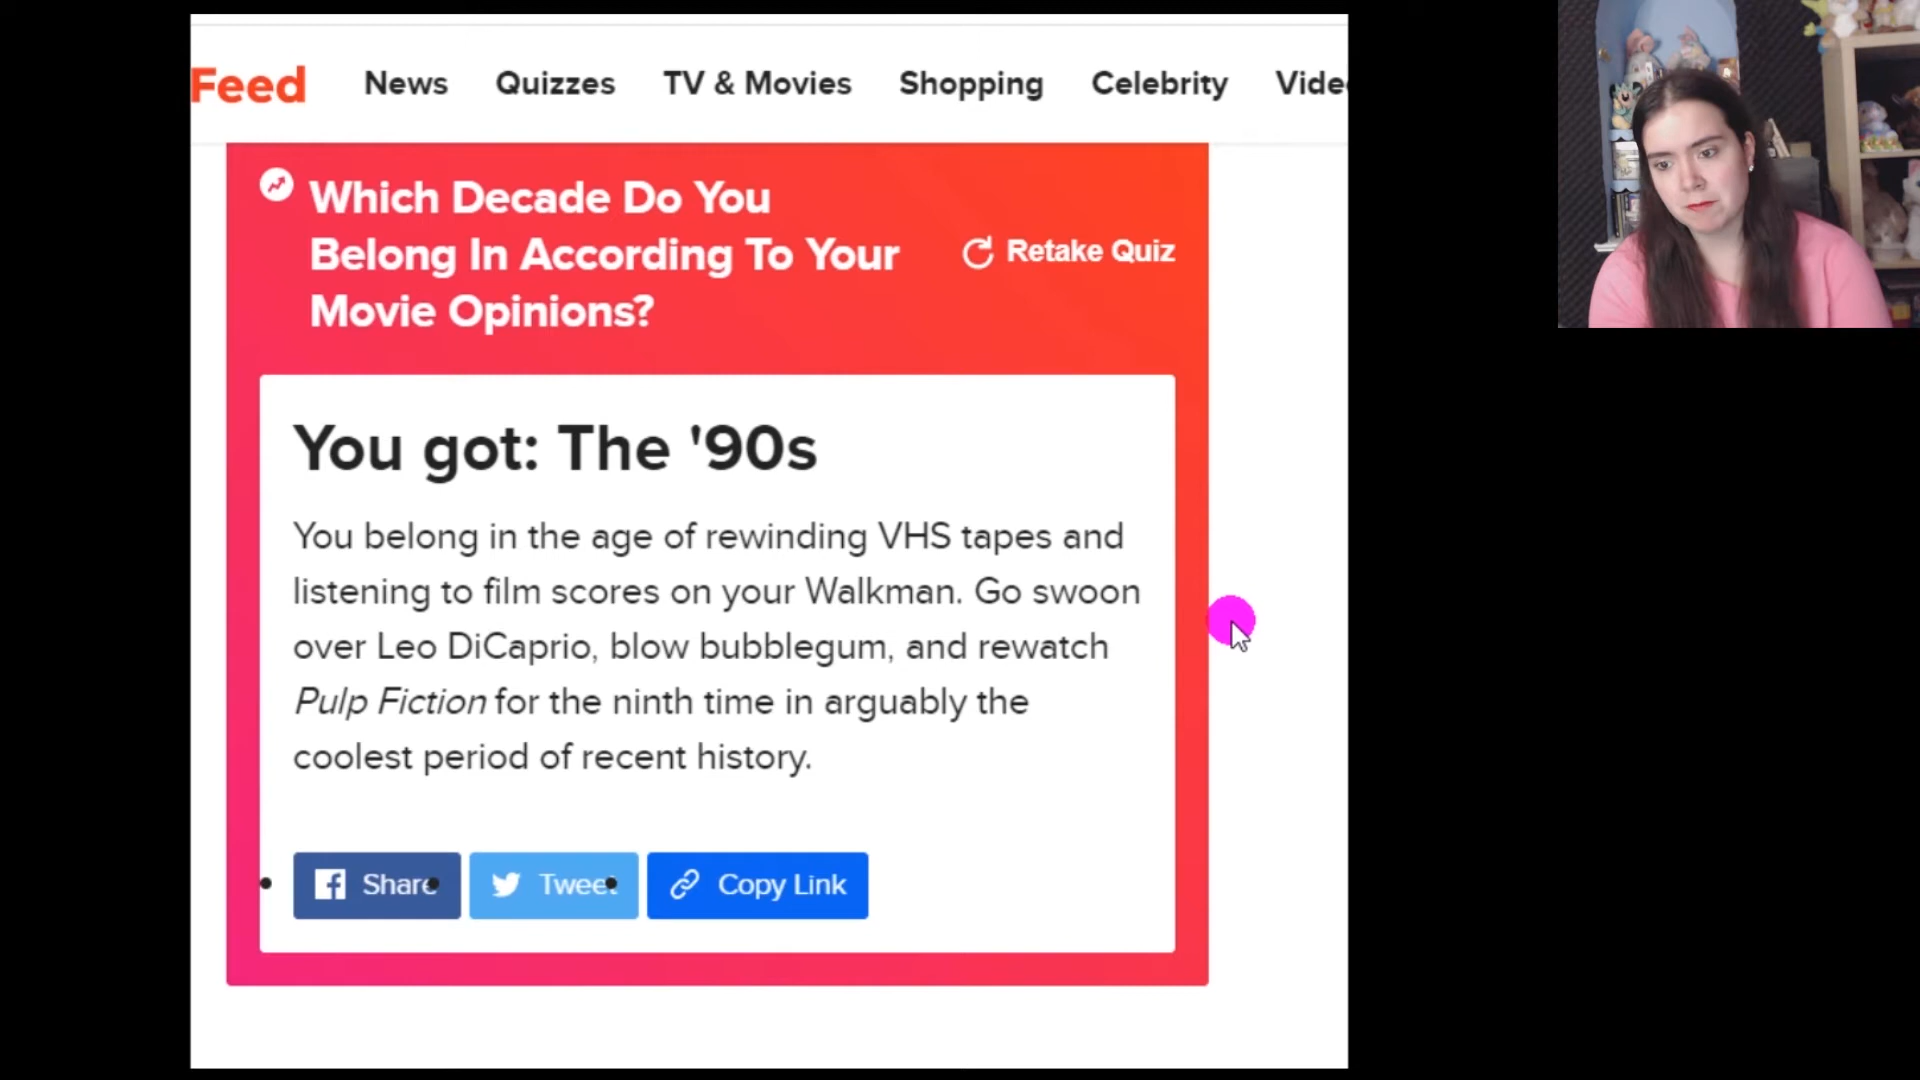 Feed News Quizzes TV & Movies Shopping Celebrity Vide
Which Decade Do You
Belong In According To Your
Movie Opinions?
Retake Quiz
You got: The '90s
You belong in the age of rewinding VHS tapes and
listening to film scores on your Walkman. Go swoon
over Leo DiCaprio, blow bubblegum, and rewatch
Pulp Fiction for the ninth time in arguably the
coolest period of recent history.
Share Tweet Copy Link